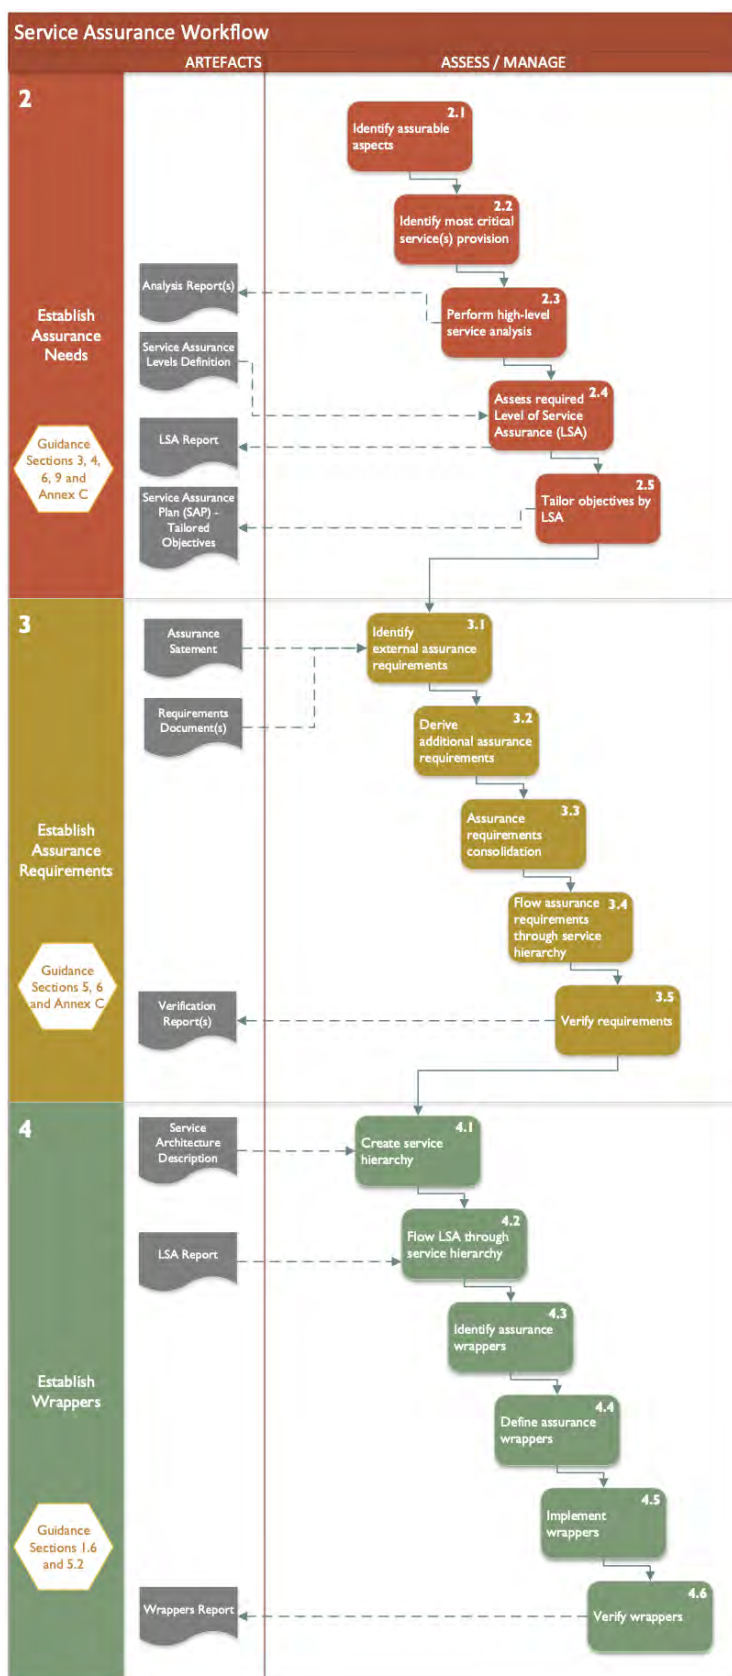 Service Assurance Workflow
ARTEFACTS
ASSESS / MANAGE
2
Establish
Assurance
Needs
Guidance
Sections 3, 4,
6, 9 and
Annex C
2.1
Identify assurable
aspects
2.2
Identify most critical
service(s) provision
Analysis Report(s)
2.3
Perform high-level
service analysis
Service Assurance
Levels Definition
2.4
Assess required
Level of Service
Assurance (LSA)
LSA Report
2.5
Tailor objectives by
LSA
Service Assurance
Plan (SAP) -
Tailored
Objectives
3
Establish
Assurance
Requirements
Guidance
Sections 5, 6
and Annex C
Assurance
Satement
3.1
Identify
external assurance
requirements
Requirements
Document(s)
3.2
Derive
additional assurance
requirements
3.3
Assurance
requirements
consolidation
3.4
Flow assurance
requirements
through service
hierarchy
Verification
Report(s)
3.5
Verify requirements
4
Establish
Wrappers
Guidance
Sections 1.6
and 5.2
Service
Architecture
Description
4.1
Create service
hierarchy
LSA Report
4.2
Flow LSA through
service hierarchy
4.3
Identify assurance
wrappers
4.4
Define assurance
wrappers
4.5
Implement
wrappers
Wrappers Report
4.6
Verify wrappers